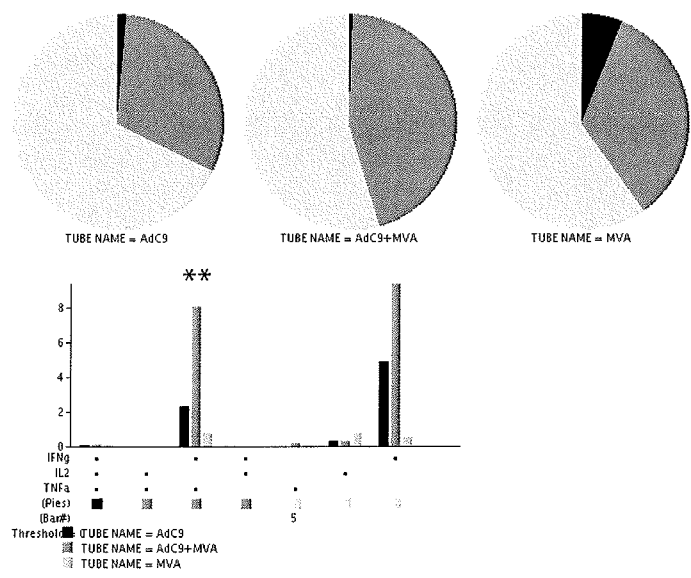 TUBE NAME = AdC9
TUBE NAME = AdC9+MVA
TUBE NAME = MVA
**
8
6
4
2
0
IFNg
IL2
TNFa
(Pies)
(Bar#)
5
Threshold = 0
TUBE NAME = AdC9
TUBE NAME = AdC9+MVA
TUBE NAME = MVA